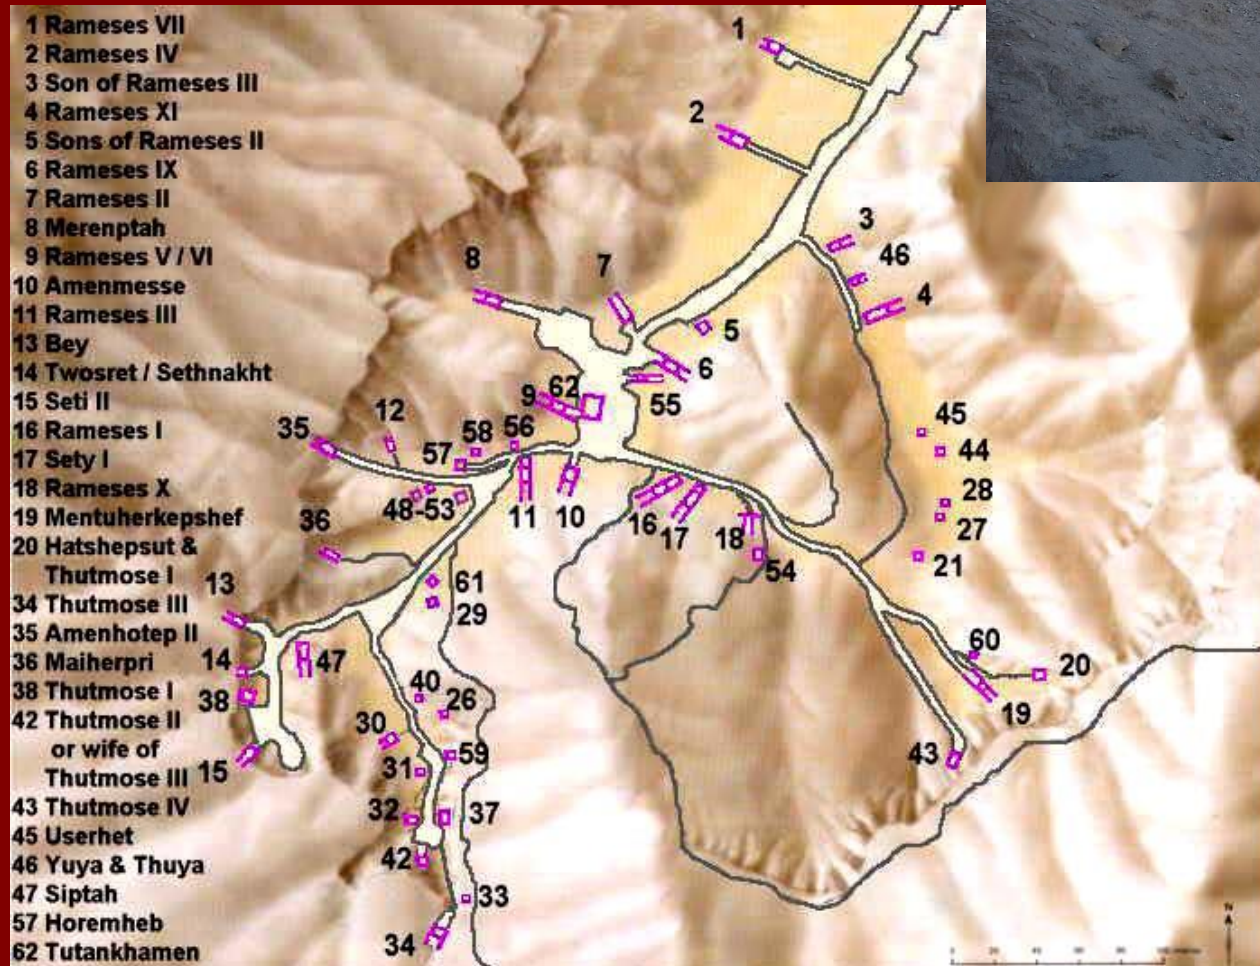 1 Rameses VII
2 Rameses IV
3 Son of Rameses III
4 Rameses XI
5 Sons of Rameses II
6 Rameses IX
7 Rameses II
8 Merenptah
9 Rameses V / VI
10 Amenmesse
11 Rameses III
13 Bey
14 Twosret / Sethnakht
15 Seti II
16 Rameses I
17 Sety I
18 Rameses X
19 Mentuherkepshef
20 Hatshepsut &
Thutmose I
34 Thutmose III
35 Amenhotep II
36 Maiherpri
38 Thutmose I
42 Thutmose II
or wife of
Thutmose III
43 Thutmose IV
45 Userhet
46 Yuya & Thuya
47 Siptah
57 Horemheb
62 Tutankhamen
1
2
3
46
4
8
7
5
6
9
62
55
45
44
28
27
21
35
12
57
58
56
48-53
11
10
16
17
18
54
36
61
29
13
14
38
15
47
40
26
30
59
31
32
37
42
33
34
60
20
19
43
N